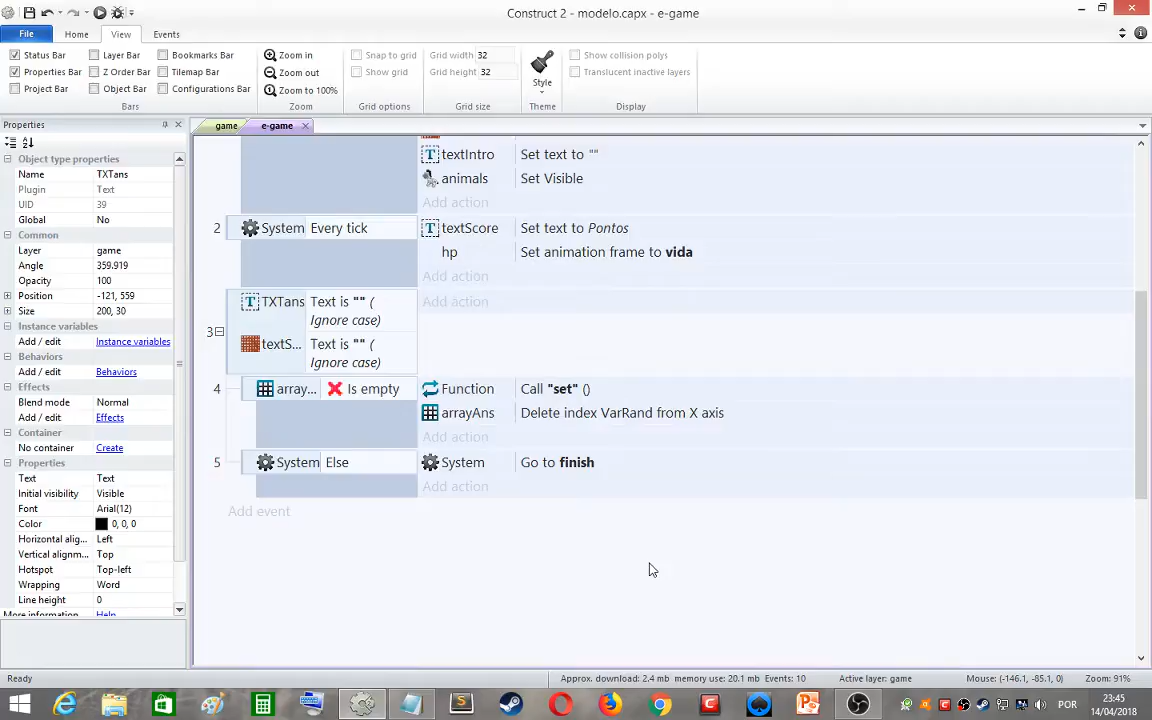 Construct 2 - modelo.capx - e-game
File Home View Events
Status Bar Layer Bar Bookmarks Bar Zoom in Snap to grid Grid width 32 Show collision polys
Properties Bar Z Order Bar Tilemap Bar Zoom out Show grid Grid height 32 Translucent inactive layers
Project Bar Object Bar Configurations Bar Zoom to 100% Style
Bars Zoom Grid options Grid size Theme Display
Properties
game e-game
Object type properties
Name TXTans
Plugin Text
UID 39
Global No
Common
Layer game
Angle 359.919
Opacity 100
Position -121, 559
Size 200, 30
Instance variables
Add / edit Instance variables
Behaviors
Add / edit Behaviors
Effects
Blend mode Normal
Add / edit Effects
Container
No container Create
Properties
Text Text
Initial visibility Visible
Font Arial(12)
Color 0, 0, 0
Horizontal alig... Left
Vertical alignm... Top
Hotspot Top-left
Wrapping Word
Line height 0
More information Help
textIntro Set text to ""
animals Set Visible
Add action
2 System Every tick textScore Set text to Pontos
hp Set animation frame to vida
Add action
3 TXTans Text is "" ( Add action
Ignore case)
textS... Text is "" (
Ignore case)
4 array... Is empty Function Call "set" ()
arrayAns Delete index VarRand from X axis
Add action
5 System Else System Go to finish
Add action
Add event
Ready Approx. download: 2.4 mb memory use: 20.1 mb Events: 10 Active layer: game Mouse: (-146.1, -85.1, 0) Zoom: 91%
POR 23:45
14/04/2018